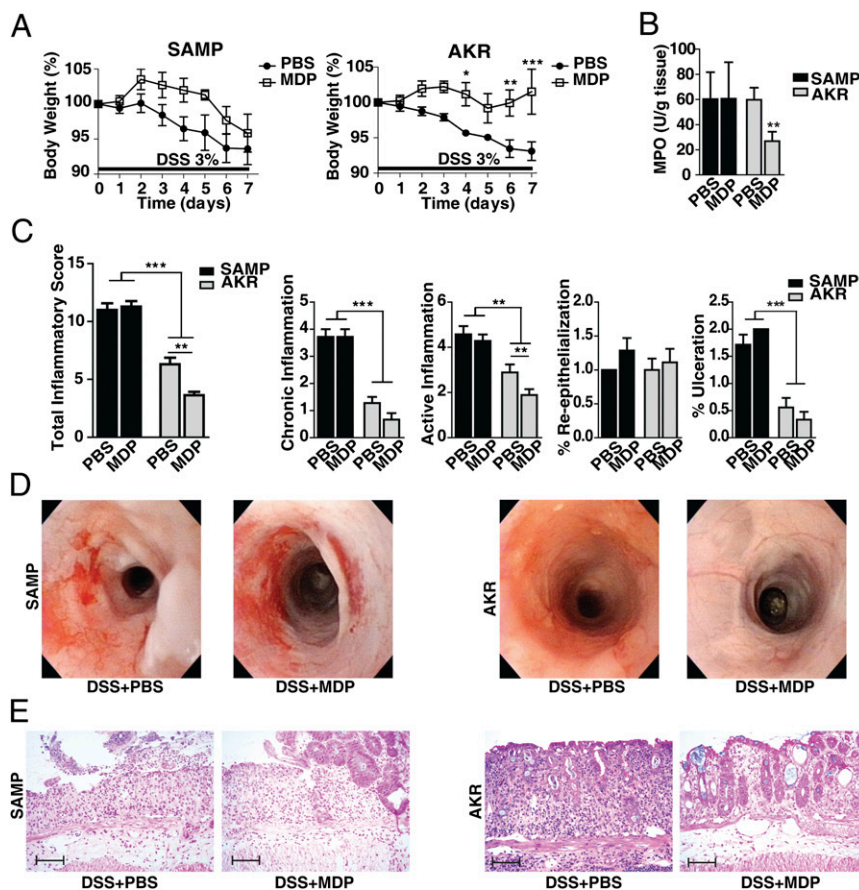 A
SAMP
PBS
MDP
Body Weight (%)
105
100
95
90
DSS 3%
0 1 2 3 4 5 6 7
Time (days)
AKR
PBS
MDP
Body Weight (%)
105
100
95
90
* ** ***
DSS 3%
0 1 2 3 4 5 6 7
Time (days)
B
SAMP
AKR
MPO (U/g tissue)
100
80
60
40
20
0
**
PBS MDP PBS MDP
C
SAMP
AKR
Total Inflammatory Score
15
10
5
0
***
**
PBS MDP PBS MDP
Chronic Inflammation
5
4
3
2
1
0
***
PBS MDP PBS MDP
Active Inflammation
6
4
2
0
**
**
PBS MDP PBS MDP
% Re-epithelialization
2.0
1.5
1.0
0.5
0.0
PBS MDP PBS MDP
SAMP
AKR
% Ulceration
2.5
2.0
1.5
1.0
0.5
0.0
***
PBS MDP PBS MDP
D
SAMP
DSS+PBS
DSS+MDP
AKR
DSS+PBS
DSS+MDP
E
SAMP
DSS+PBS
DSS+MDP
AKR
DSS+PBS
DSS+MDP